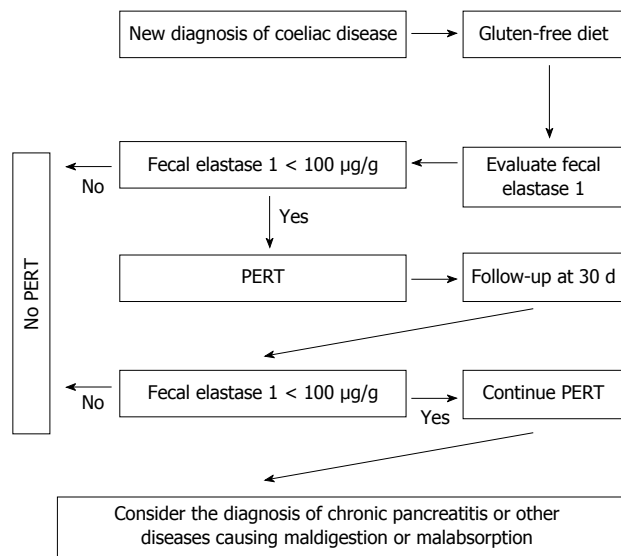 New diagnosis of coeliac disease
Gluten-free diet
Fecal elastase 1 < 100 µg/g
Evaluate fecal
elastase 1
No
Yes
No PERT
PERT
Follow-up at 30 d
Fecal elastase 1 < 100 µg/g
Continue PERT
No
Yes
Consider the diagnosis of chronic pancreatitis or other
diseases causing maldigestion or malabsorption